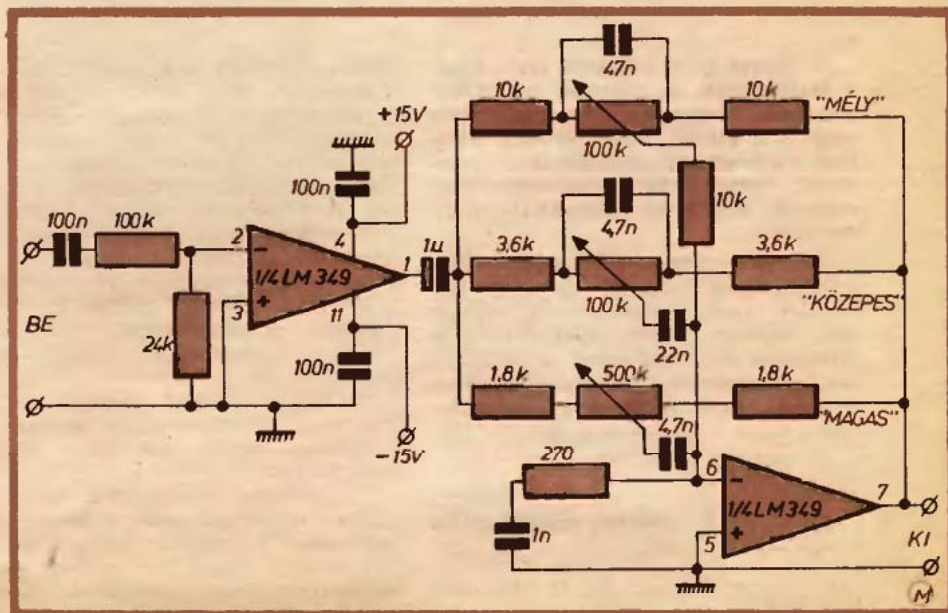 47n
10k
10k
"MÉLY"
+15V
100k
100n
10k
100n
100k
4,7n
2
-
4
1
1µ
3,6k
3,6k
1/4 LM 349
+
3
11
100k
"KÖZEPES"
BE
24k
100n
22n
1,8k
500k
1,8k
4,7n
"MAGAS"
-15V
270
6
-
7
1/4 LM 349
1n
5
+
KI
M